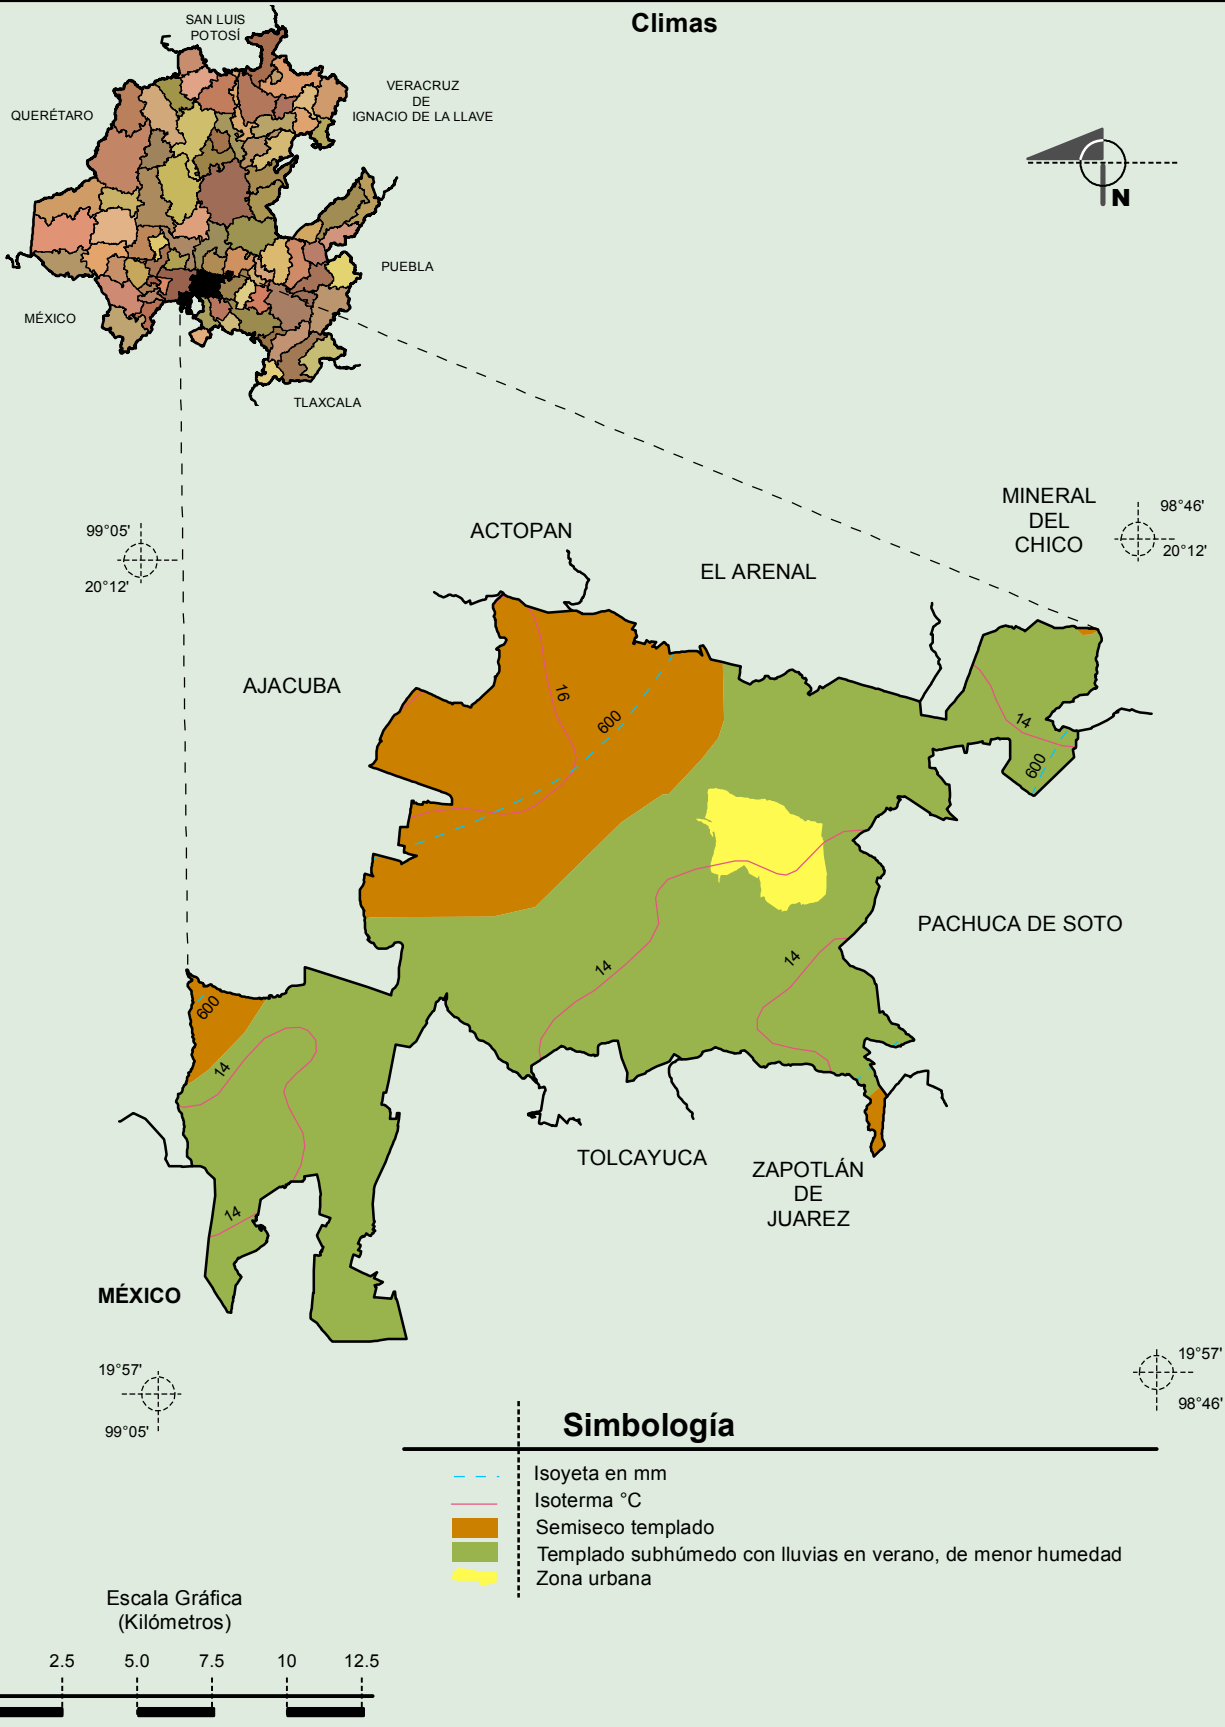 Climas
SAN LUIS
POTOSÍ
QUERÉTARO
VERACRUZ
DE
IGNACIO DE LA LLAVE
N
PUEBLA
MÉXICO
TLAXCALA
99°05'
20°12'
ACTOPAN
EL ARENAL
MINERAL
DEL
CHICO
98°46'
20°12'
AJACUBA
16
600
14
600
PACHUCA DE SOTO
14
14
600
14
14
TOLCAYUCA
ZAPOTLÁN
DE
JUAREZ
MÉXICO
19°57'
99°05'
19°57'
98°46'
Simbología
Isoyeta en mm
Isoterma °C
Semiseco templado
Templado subhúmedo con lluvias en verano, de menor humedad
Zona urbana
Escala Gráfica
(Kilómetros)
2.5 5.0 7.5 10 12.5